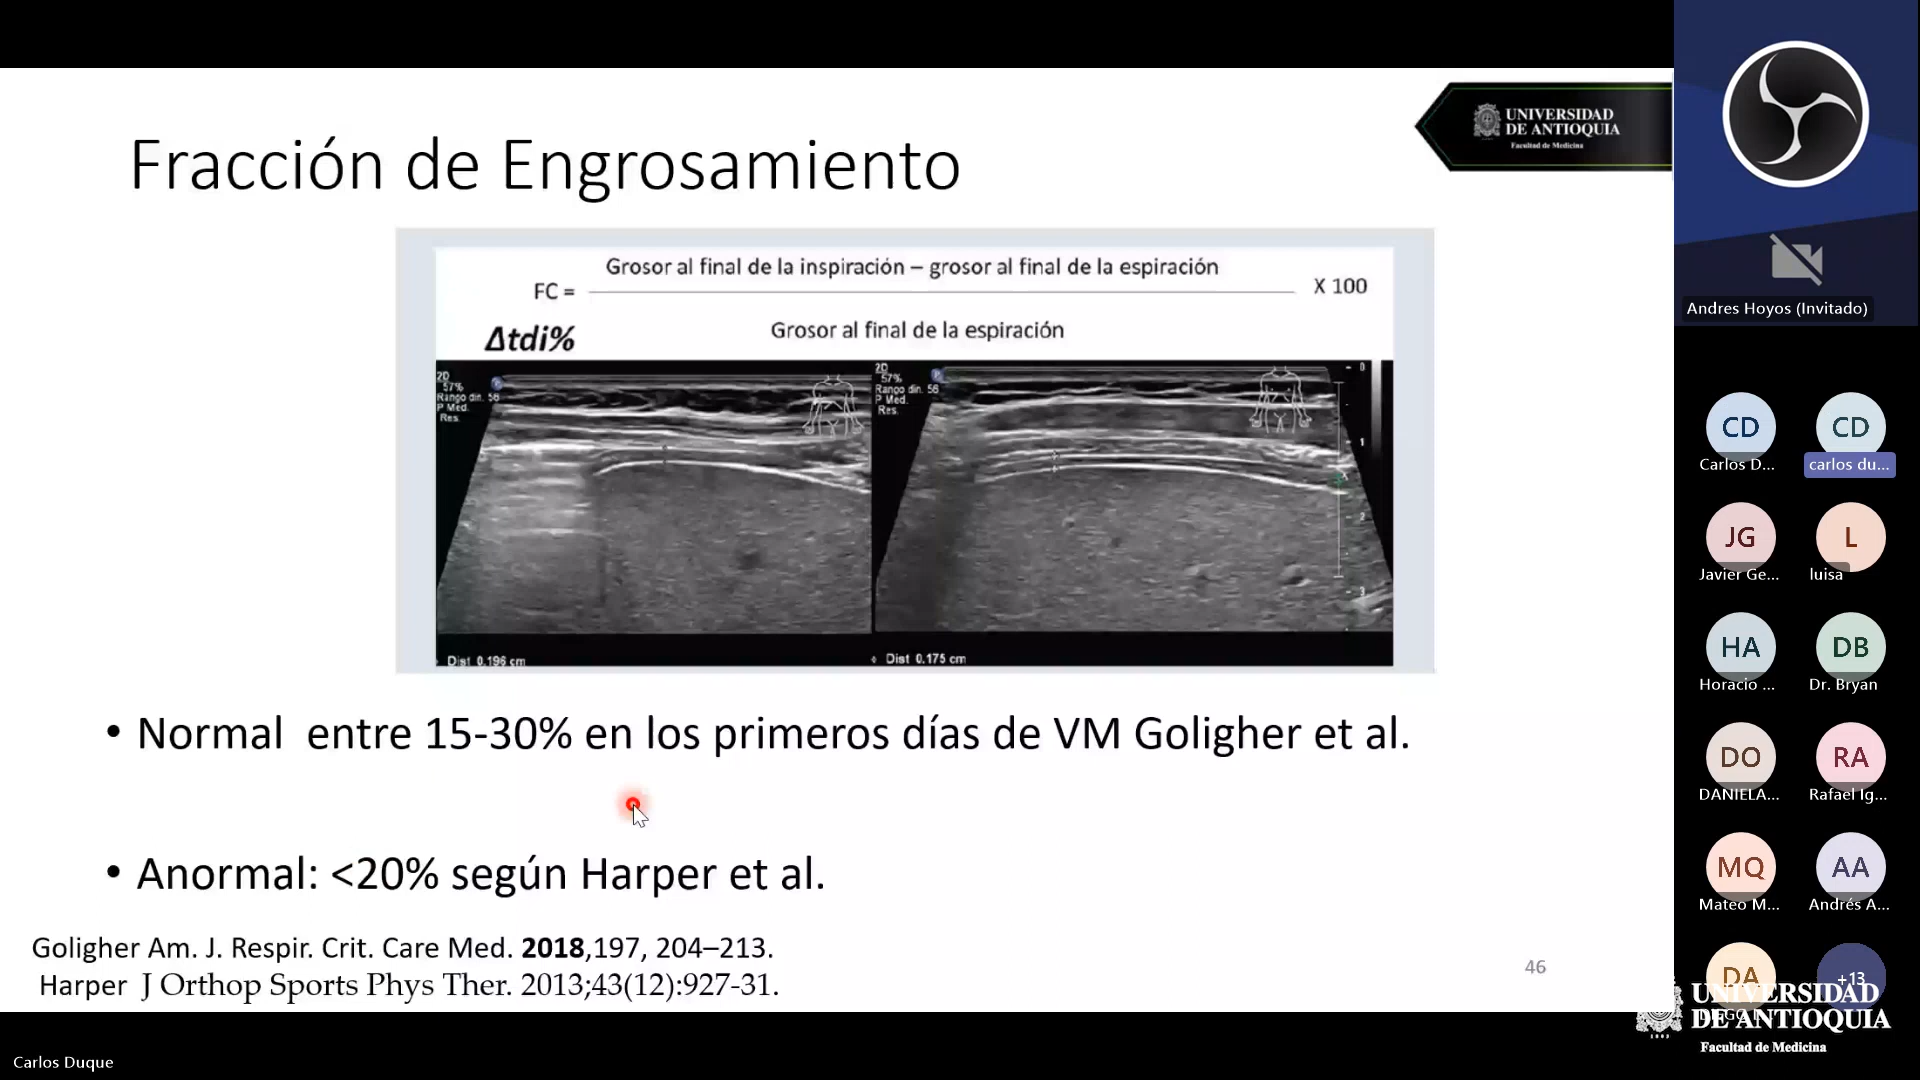 Fracción de Engrosamiento
UNIVERSIDAD
DE ANTIOQUIA
Facultad de Medicina
Grosor al final de la inspiración – grosor al final de la espiración
FC =
X 100
Δtdi%
Grosor al final de la espiración
2D
57%
Rango din. 56
P Med.
Res.
2D
57%
Rango din. 56
P Med.
Res.
0
1
2
3
Dist 0.196 cm
Dist 0.175 cm
• Normal  entre 15-30% en los primeros días de VM Goligher et al.
• Anormal: <20% según Harper et al.
Goligher Am. J. Respir. Crit. Care Med. 2018,197, 204–213.
Harper J Orthop Sports Phys Ther. 2013;43(12):927-31.
46
Andres Hoyos (Invitado)
CD
Carlos D...
CD
carlos du...
JG
Javier Ge...
L
luisa
HA
Horacio ...
DB
Dr. Bryan
DO
DANIELA...
RA
Rafael Ig...
MQ
Mateo M...
AA
Andrés A...
DA
+13
UNIVERSIDAD
DE ANTIOQUIA
1803
Facultad de Medicina
Carlos Duque